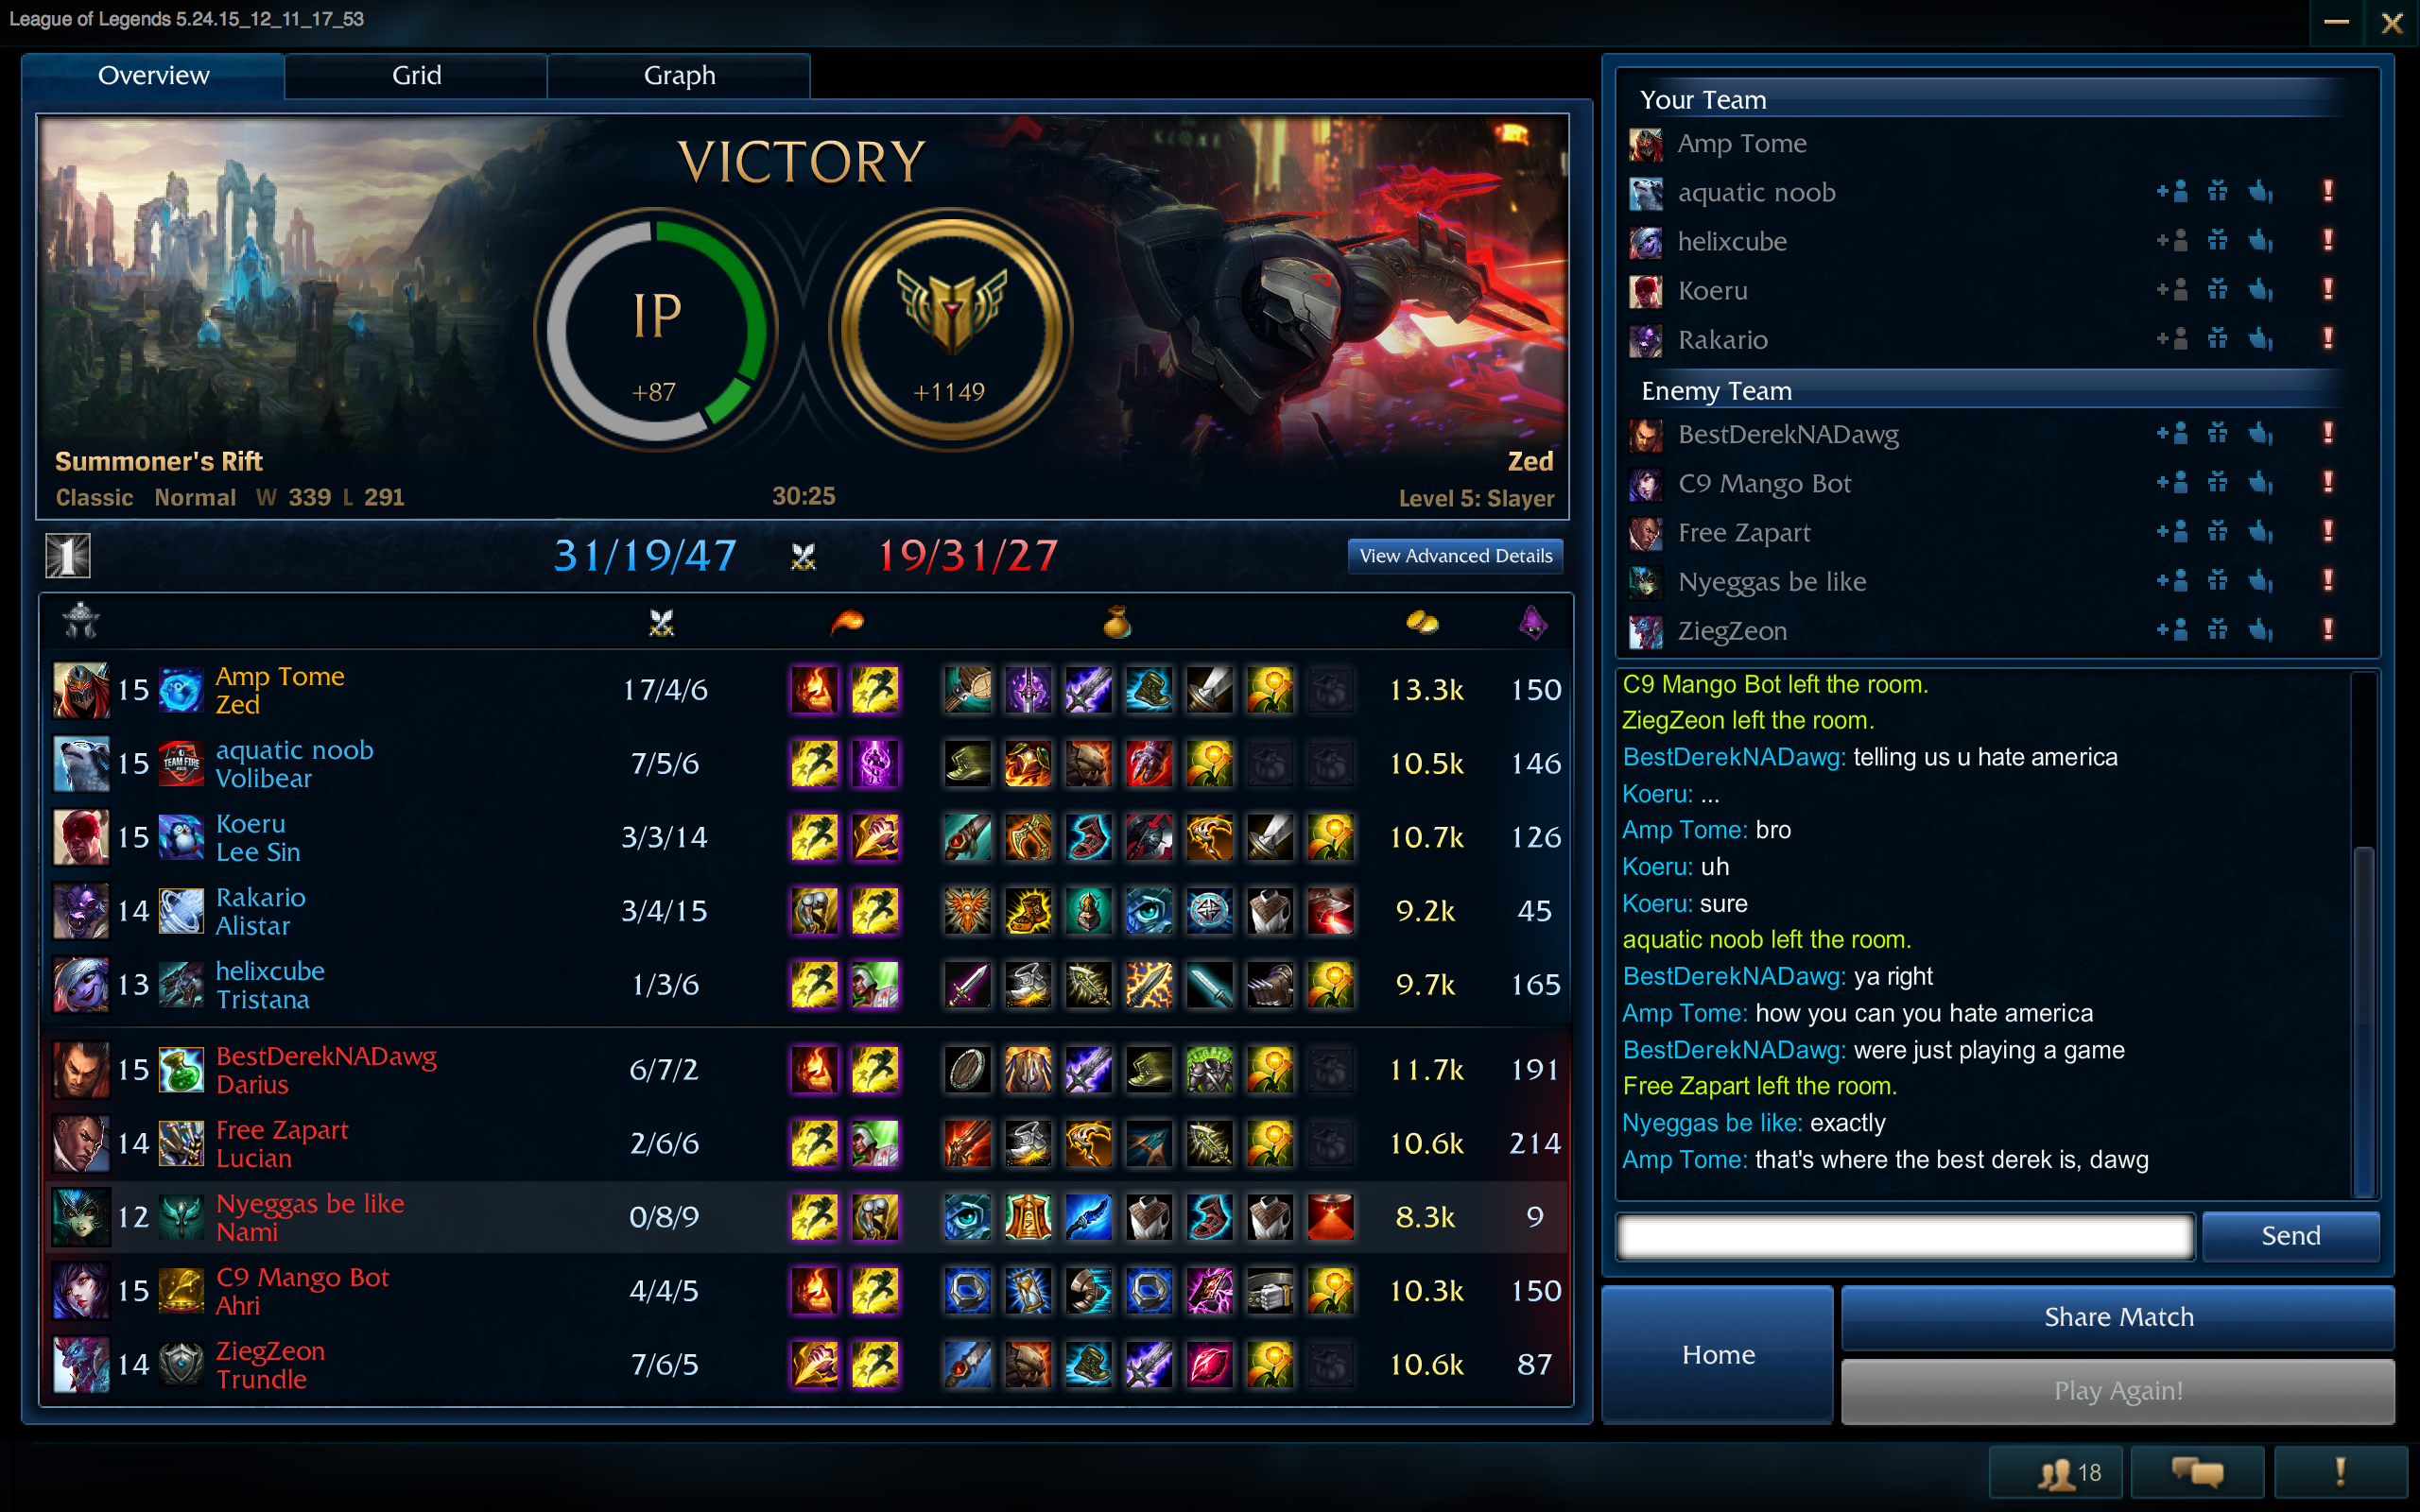 League of Legends 5.24.15_12_11_17_53
Overview
Grid
Graph
VICTORY
IP
+87
+1149
Summoner's Rift
Classic Normal W 339 L 291
30:25
Zed
Level 5: Slayer
1
31/19/47
19/31/27
View Advanced Details
15 Amp Tome 17/4/6 13.3k 150
Zed
15 aquatic noob 7/5/6 10.5k 146
Volibear
15 Koeru 3/3/14 10.7k 126
Lee Sin
14 Rakario 3/4/15 9.2k 45
Alistar
13 helixcube 1/3/6 9.7k 165
Tristana
15 BestDerekNADawg 6/7/2 11.7k 191
Darius
14 Free Zapart 2/6/6 10.6k 214
Lucian
12 Nyeggas be like 0/8/9 8.3k 9
Nami
15 C9 Mango Bot 4/4/5 10.3k 150
Ahri
14 ZiegZeon 7/6/5 10.6k 87
Trundle
Your Team
Amp Tome
aquatic noob
helixcube
Koeru
Rakario
Enemy Team
BestDerekNADawg
C9 Mango Bot
Free Zapart
Nyeggas be like
ZiegZeon
C9 Mango Bot left the room.
ZiegZeon left the room.
BestDerekNADawg: telling us u hate america
Koeru: ...
Amp Tome: bro
Koeru: uh
Koeru: sure
aquatic noob left the room.
BestDerekNADawg: ya right
Amp Tome: how you can you hate america
BestDerekNADawg: were just playing a game
Free Zapart left the room.
Nyeggas be like: exactly
Amp Tome: that's where the best derek is, dawg
Send
Home
Share Match
Play Again!
18